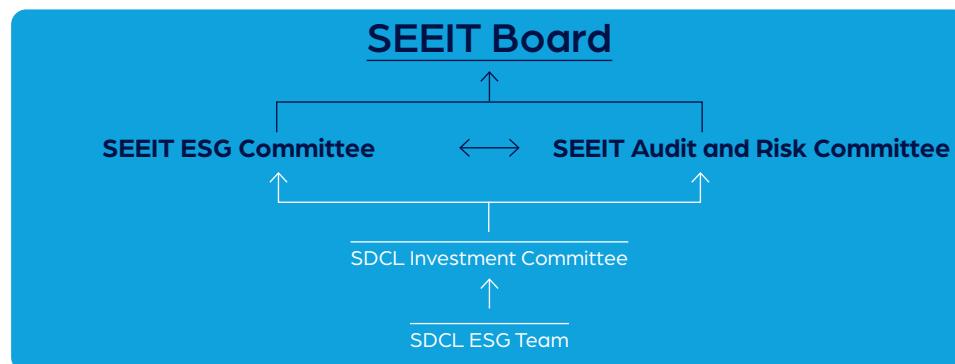 SEEIT Board
SEEIT ESG Committee
SEEIT Audit and Risk Committee
SDCL Investment Committee
SDCL ESG Team